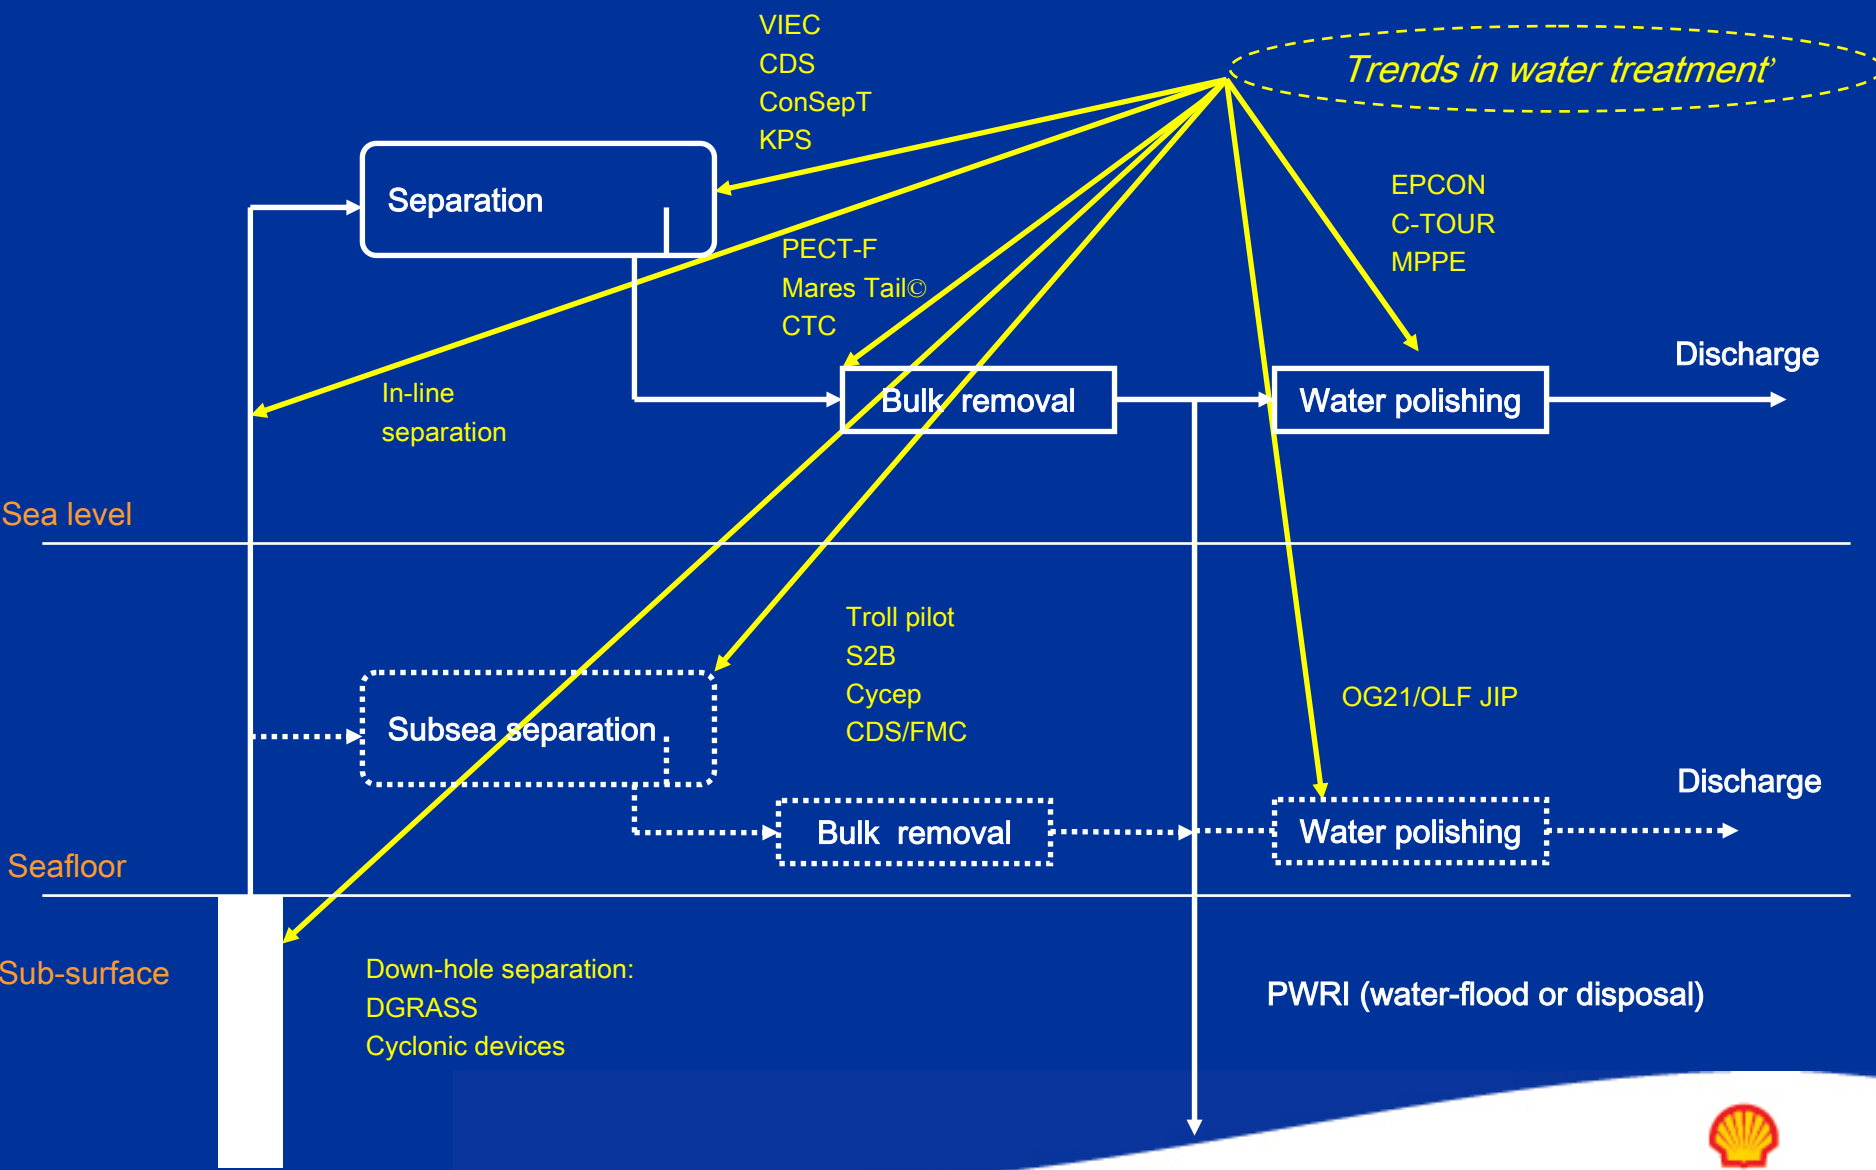 VIEC
CDS
ConSepT
KPS
Trends in water treatment’
Separation
EPCON
C-TOUR
MPPE
PECT-F
Mares Tail©
CTC
Discharge
In-line
separation
Bulk removal
Water polishing
Sea level
Troll pilot
S2B
Cycep
CDS/FMC
OG21/OLF JIP
Subsea separation
Discharge
Bulk removal
Water polishing
Seafloor
Sub-surface
Down-hole separation:
DGRASS
Cyclonic devices
PWRI (water-flood or disposal)